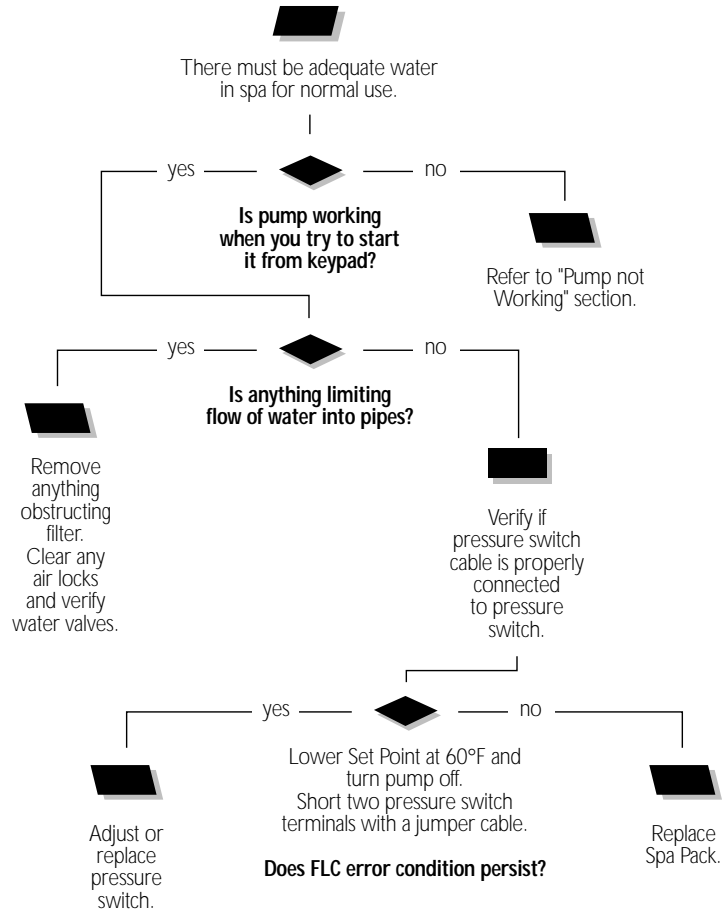 There must be adequate water
in spa for normal use.
yes
no
Is pump working
when you try to start
it from keypad?
Refer to "Pump not
Working" section.
yes
no
Is anything limiting
flow of water into pipes?
Remove
anything
obstructing
filter.
Clear any
air locks
and verify
water valves.
Verify if
pressure switch
cable is properly
connected
to pressure
switch.
yes
no
Lower Set Point at 60°F and
turn pump off.
Short two pressure switch
terminals with a jumper cable.
Does FLC error condition persist?
Adjust or
replace
pressure
switch.
Replace
Spa Pack.